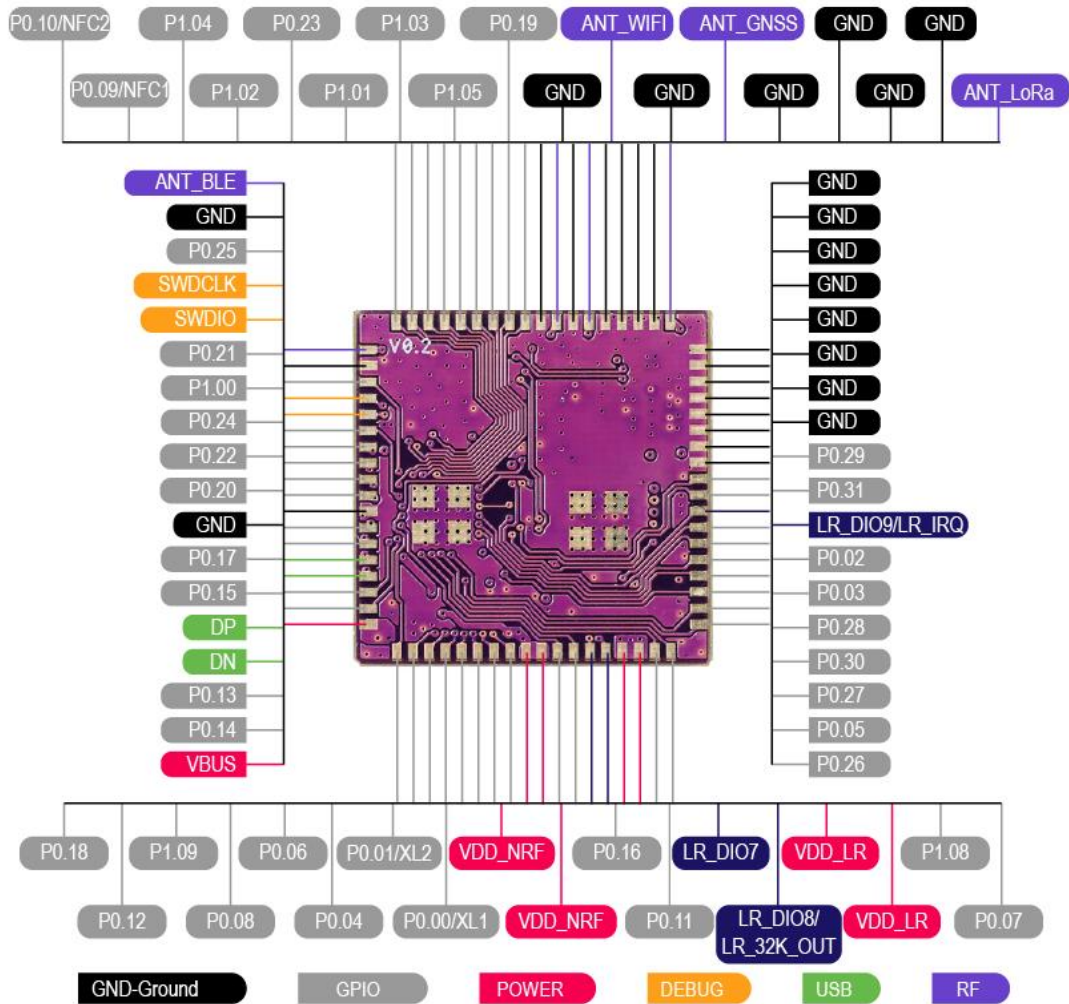 P0.10/NFC2 P1.04 P0.23 P1.03 P0.19 ANT_WIFI ANT_GNSS GND GND
P0.09/NFC1 P1.02 P1.01 P1.05 GND GND GND GND ANT_LoRa
ANT_BLE
GND
P0.25
SWDCLK
SWDIO
P0.21
P1.00
P0.24
P0.22
P0.20
GND
P0.17
P0.15
DP
DN
P0.13
P0.14
VBUS
V0.2
GND
GND
GND
GND
GND
GND
GND
GND
P0.29
P0.31
LR_DIO9/LR_IRQ
P0.02
P0.03
P0.28
P0.30
P0.27
P0.05
P0.26
P0.18 P1.09 P0.06 P0.01/XL2 VDD_NRF P0.16 LR_DIO7 VDD_LR P1.08
P0.12 P0.08 P0.04 P0.00/XL1 VDD_NRF P0.11 LR_DIO8/ VDD_LR P0.07
LR_32K_OUT
GND-Ground GPIO POWER DEBUG USB RF